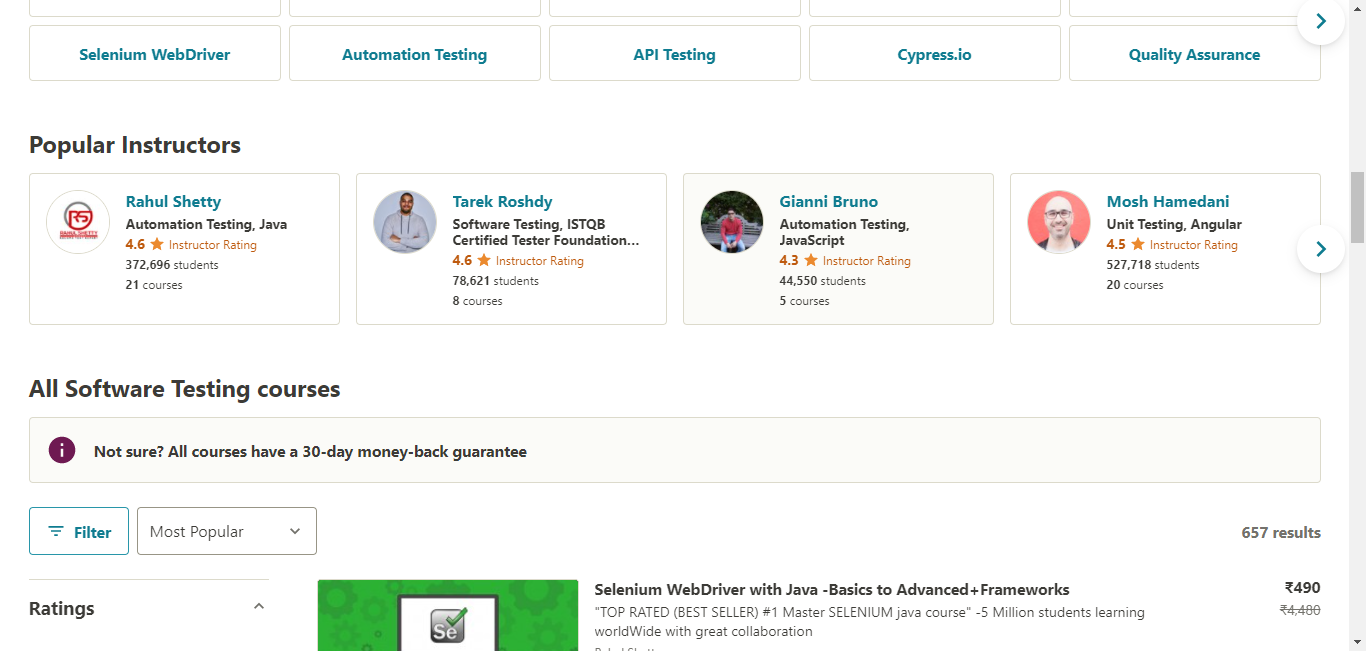 Selenium WebDriver
Automation Testing
API Testing
Cypress.io
Quality Assurance
Popular Instructors
RAHUL SHETTY
Rahul Shetty
Automation Testing, Java
4.6 Instructor Rating
372,696 students
21 courses
Tarek Roshdy
Software Testing, ISTQB
Certified Tester Foundation...
4.6 Instructor Rating
78,621 students
8 courses
Gianni Bruno
Automation Testing,
JavaScript
4.3 Instructor Rating
44,550 students
5 courses
Mosh Hamedani
Unit Testing, Angular
4.5 Instructor Rating
527,718 students
20 courses
All Software Testing courses
Not sure? All courses have a 30-day money-back guarantee
Filter
Most Popular
657 results
Ratings
Se
Selenium WebDriver with Java -Basics to Advanced+Frameworks
"TOP RATED (BEST SELLER) #1 Master SELENIUM java course" -5 Million students learning
worldWide with great collaboration
₹490
₹4,480